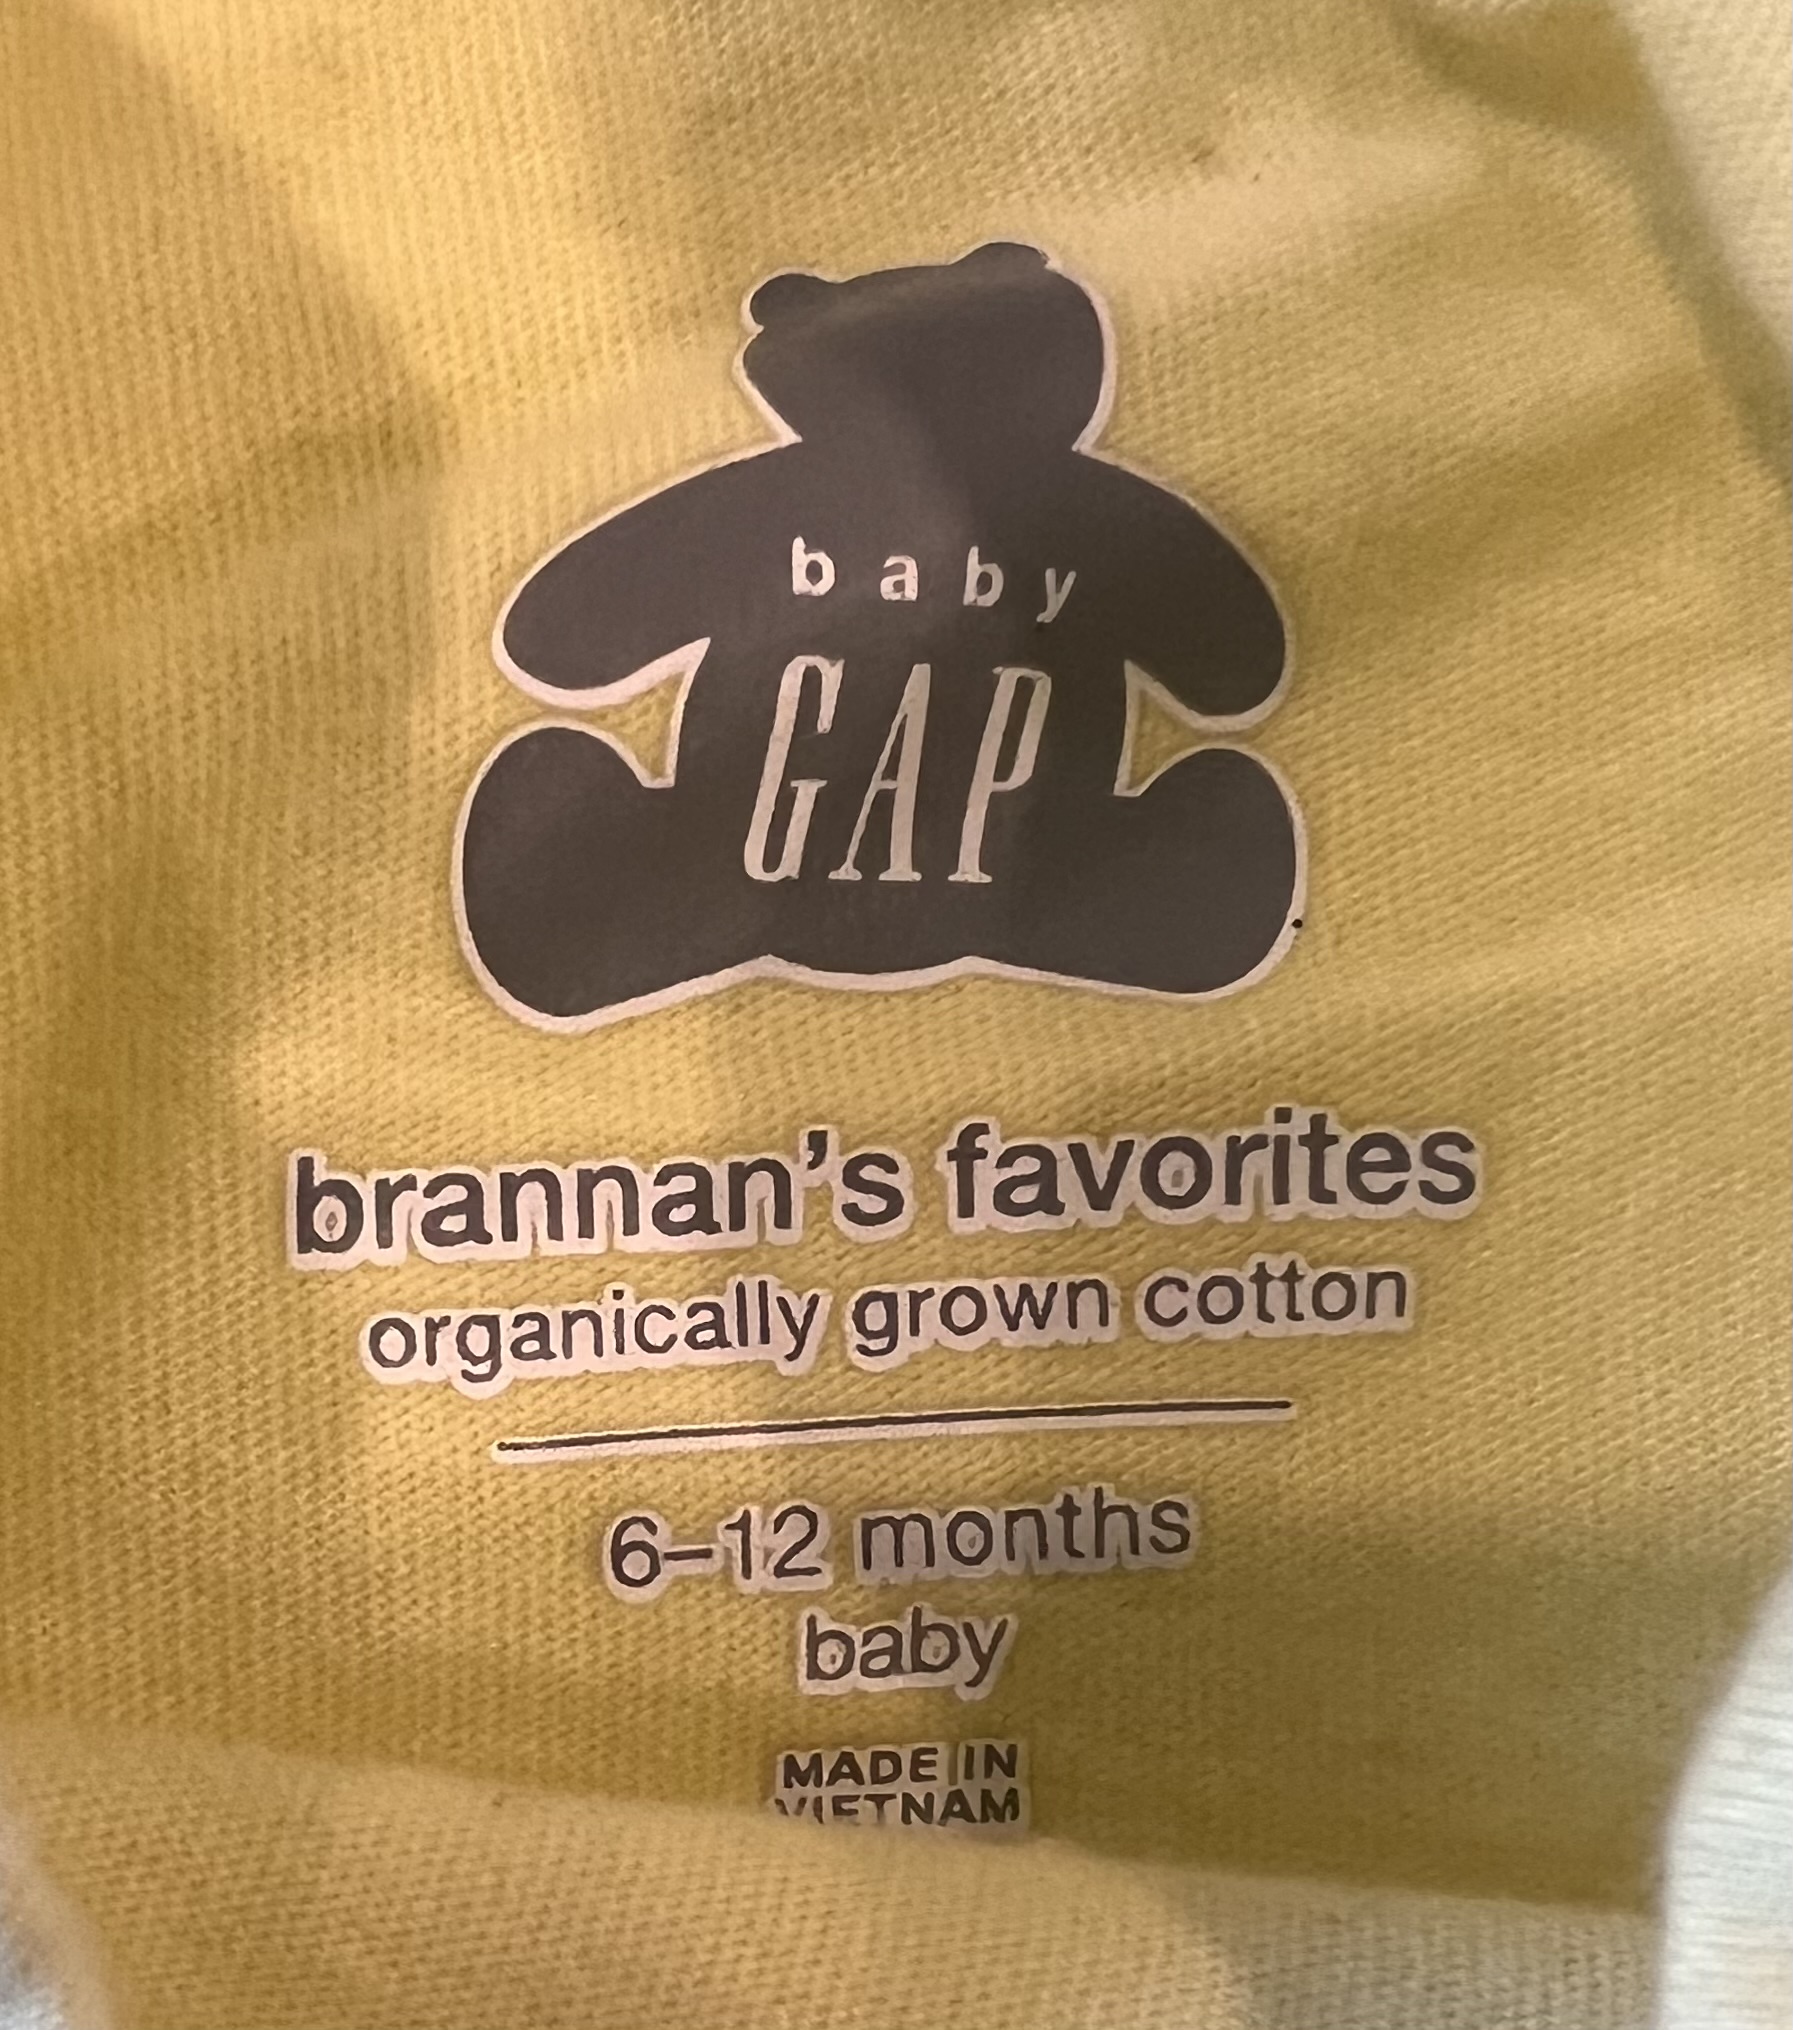 baby
GAP
brannan's favorites
organically grown cotton
6–12 months
baby
MADE IN
VIETNAM